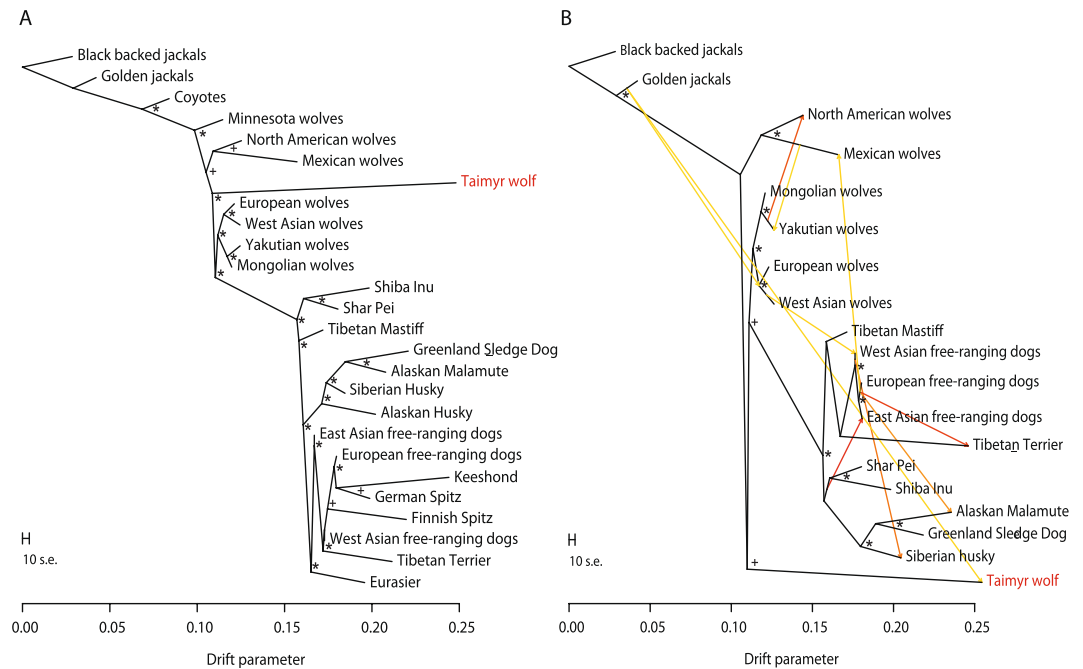 A
Black backed jackals
Golden jackals
*
Coyotes
Minnesota wolves
*
North American wolves
+
Mexican wolves
+
Taimyr wolf
*
European wolves
*
West Asian wolves
*
Yakutian wolves
*
Mongolian wolves
*
Shiba Inu
*
Shar Pei
*
Tibetan Mastiff
*
Greenland Sledge Dog
*
Alaskan Malamute
*
Siberian Husky
*
Alaskan Husky
*
East Asian free-ranging dogs
*
European free-ranging dogs
*
Keeshond
+
German Spitz
+
Finnish Spitz
West Asian free-ranging dogs
*
Tibetan Terrier
*
Eurasier
H
10 s.e.
0.00 0.05 0.10 0.15 0.20 0.25
Drift parameter
B
Black backed jackals
Golden jackals
*
North American wolves
*
Mexican wolves
Mongolian wolves
*
Yakutian wolves
*
European wolves
*
West Asian wolves
+
Tibetan Mastiff
West Asian free-ranging dogs
*
European free-ranging dogs
*
East Asian free-ranging dogs
Tibetan Terrier
*
Shar Pei
*
Shiba Inu
Alaskan Malamute
*
Greenland Sledge Dog
*
Siberian husky
+
Taimyr wolf
H
10 s.e.
0.00 0.05 0.10 0.15 0.20 0.25
Drift parameter